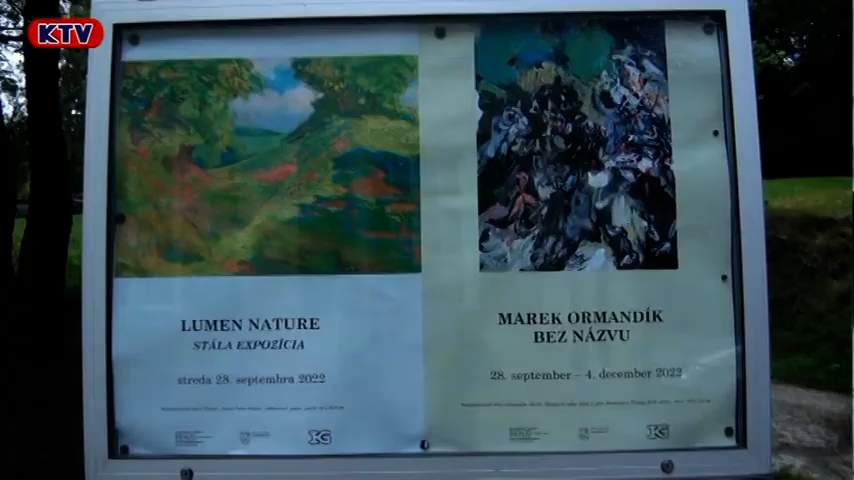 KTV
LUMEN NATURE
STÁLA EXPOZÍCIA
streda 28. septembra 2022
MAREK ORMANDÍK
BEZ NÁZVU
28. september – 4. december 2022
KG
KG